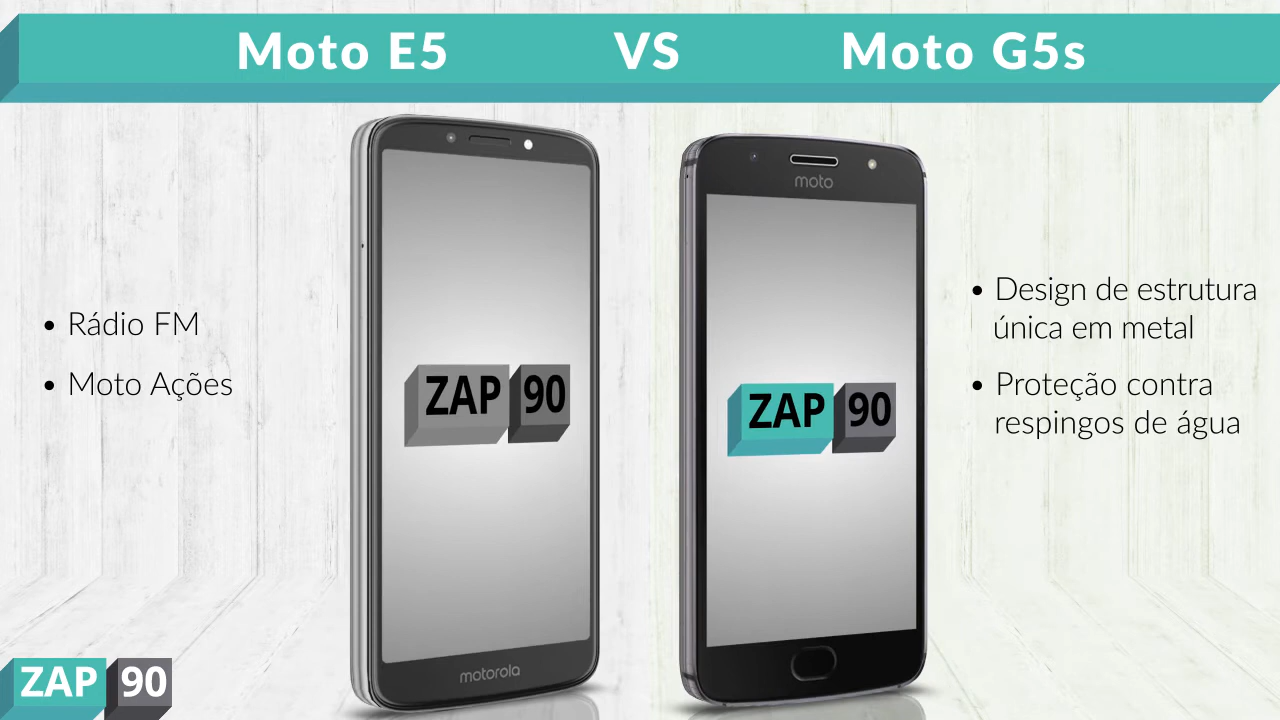 Moto E5 VS Moto G5s
• Rádio FM
• Moto Ações
moto
ZAP 90
motorola
ZAP 90
• Design de estrutura
única em metal
• Proteção contra
respingos de água
ZAP 90